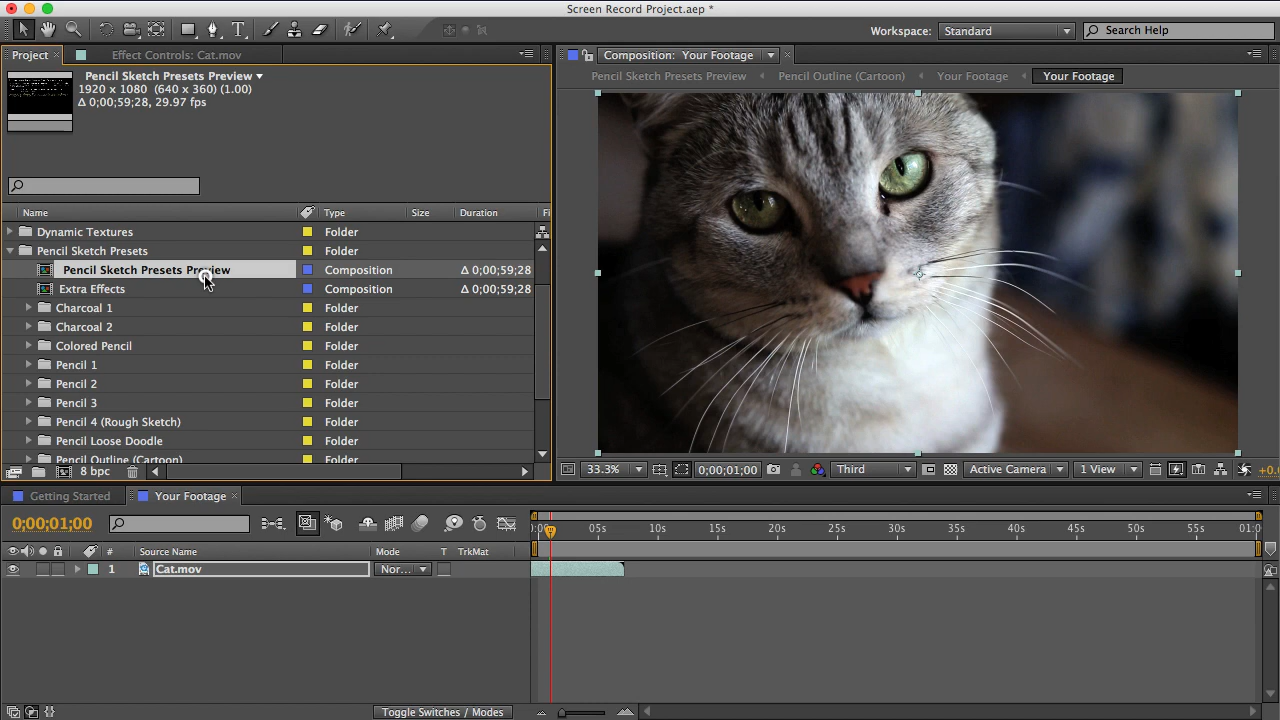 Screen Record Project.aep *
Workspace: Standard Search Help
Project Effect Controls: Cat.mov
Composition: Your Footage
Pencil Sketch Presets Preview
1920 x 1080 (640 x 360) (1.00)
Δ 0;00;59;28, 29.97 fps
Pencil Sketch Presets Preview Pencil Outline (Cartoon) Your Footage Your Footage
Name Type Size Duration Fi
Dynamic Textures Folder
Pencil Sketch Presets Folder
Pencil Sketch Presets Preview Composition Δ 0;00;59;28
Extra Effects Composition Δ 0;00;59;28
Charcoal 1 Folder
Charcoal 2 Folder
Colored Pencil Folder
Pencil 1 Folder
Pencil 2 Folder
Pencil 3 Folder
Pencil 4 (Rough Sketch) Folder
Pencil Loose Doodle Folder
Pencil Outline (Cartoon) Folder
8 bpc
33.3% 0;00;01;00 Third Active Camera 1 View +0.
Getting Started Your Footage
0;00;01;00
):00 05s 10s 15s 20s 25s 30s 35s 40s 45s 50s 55s 01:0
# Source Name Mode T TrkMat
1 Cat.mov Nor...
Toggle Switches / Modes